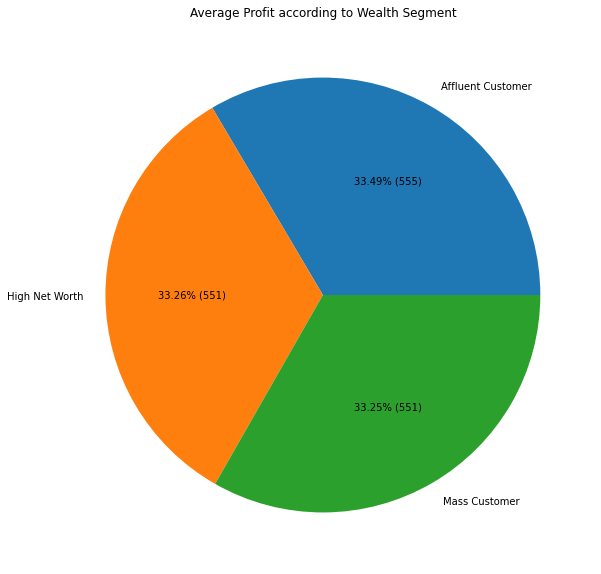 Average Profit according to Wealth Segment
Affluent Customer
33.49% (555)
High Net Worth
33.26% (551)
33.25% (551)
Mass Customer